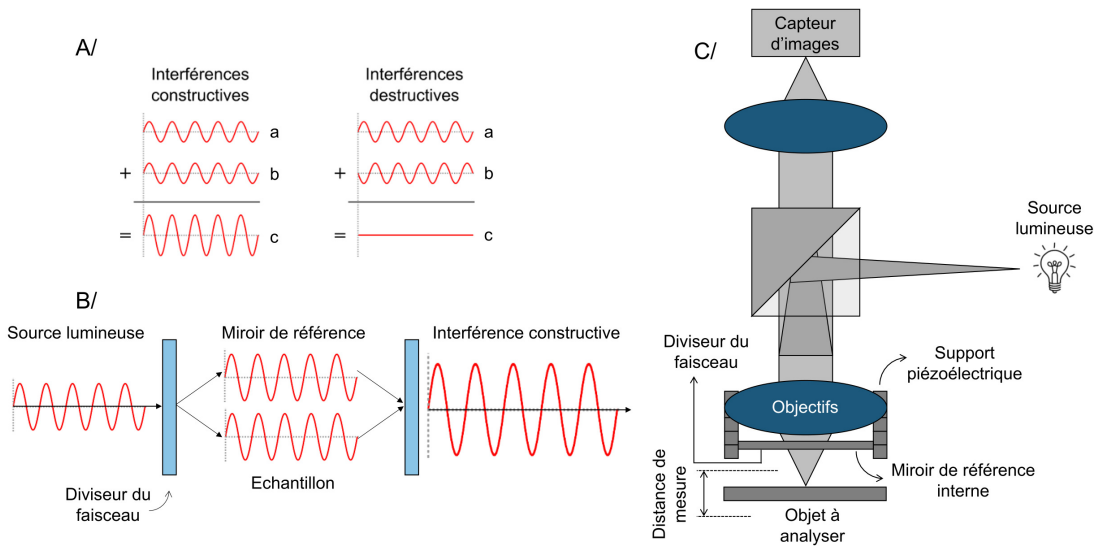 A/
Interférences
constructives
Interférences
destructives
a
a
+
b
+
b
=
c
=
c
B/
Source lumineuse
Miroir de référence
Interférence constructive
Echantillon
Diviseur du
faisceau
C/
Capteur
d'images
Source
lumineuse
Diviseur du
faisceau
Support
piézoélectrique
Objectifs
Miroir de référence
interne
Distance de
mesure
Objet à
analyser